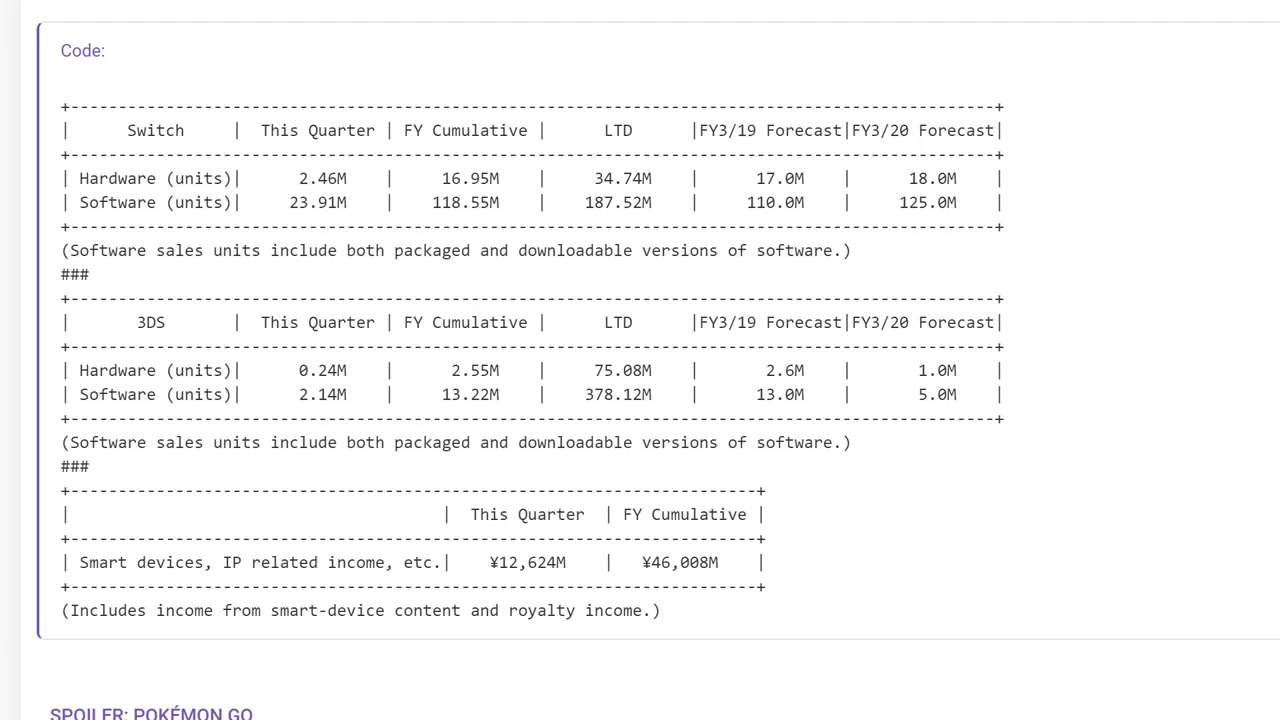 Code:
+-------------------------------------------------------------------------------------------------+
|      Switch     |  This Quarter | FY Cumulative |      LTD      |FY3/19 Forecast|FY3/20 Forecast|
+-------------------------------------------------------------------------------------------------+
| Hardware (units)|     2.46M    |     16.95M    |     34.74M    |      17.0M    |      18.0M    |
| Software (units)|    23.91M    |    118.55M    |    187.52M    |     110.0M    |     125.0M    |
+-------------------------------------------------------------------------------------------------+
(Software sales units include both packaged and downloadable versions of software.)
###
+-------------------------------------------------------------------------------------------------+
|       3DS       |  This Quarter | FY Cumulative |      LTD      |FY3/19 Forecast|FY3/20 Forecast|
+-------------------------------------------------------------------------------------------------+
| Hardware (units)|     0.24M    |      2.55M    |     75.08M    |       2.6M    |       1.0M    |
| Software (units)|     2.14M    |     13.22M    |    378.12M    |      13.0M    |       5.0M    |
+-------------------------------------------------------------------------------------------------+
(Software sales units include both packaged and downloadable versions of software.)
###
+------------------------------------------------------------------------+
|                                       |  This Quarter  | FY Cumulative |
+------------------------------------------------------------------------+
| Smart devices, IP related income, etc.|    ¥12,624M    |   ¥46,008M    |
+------------------------------------------------------------------------+
(Includes income from smart-device content and royalty income.)
SPOILER: POKÉMON GO